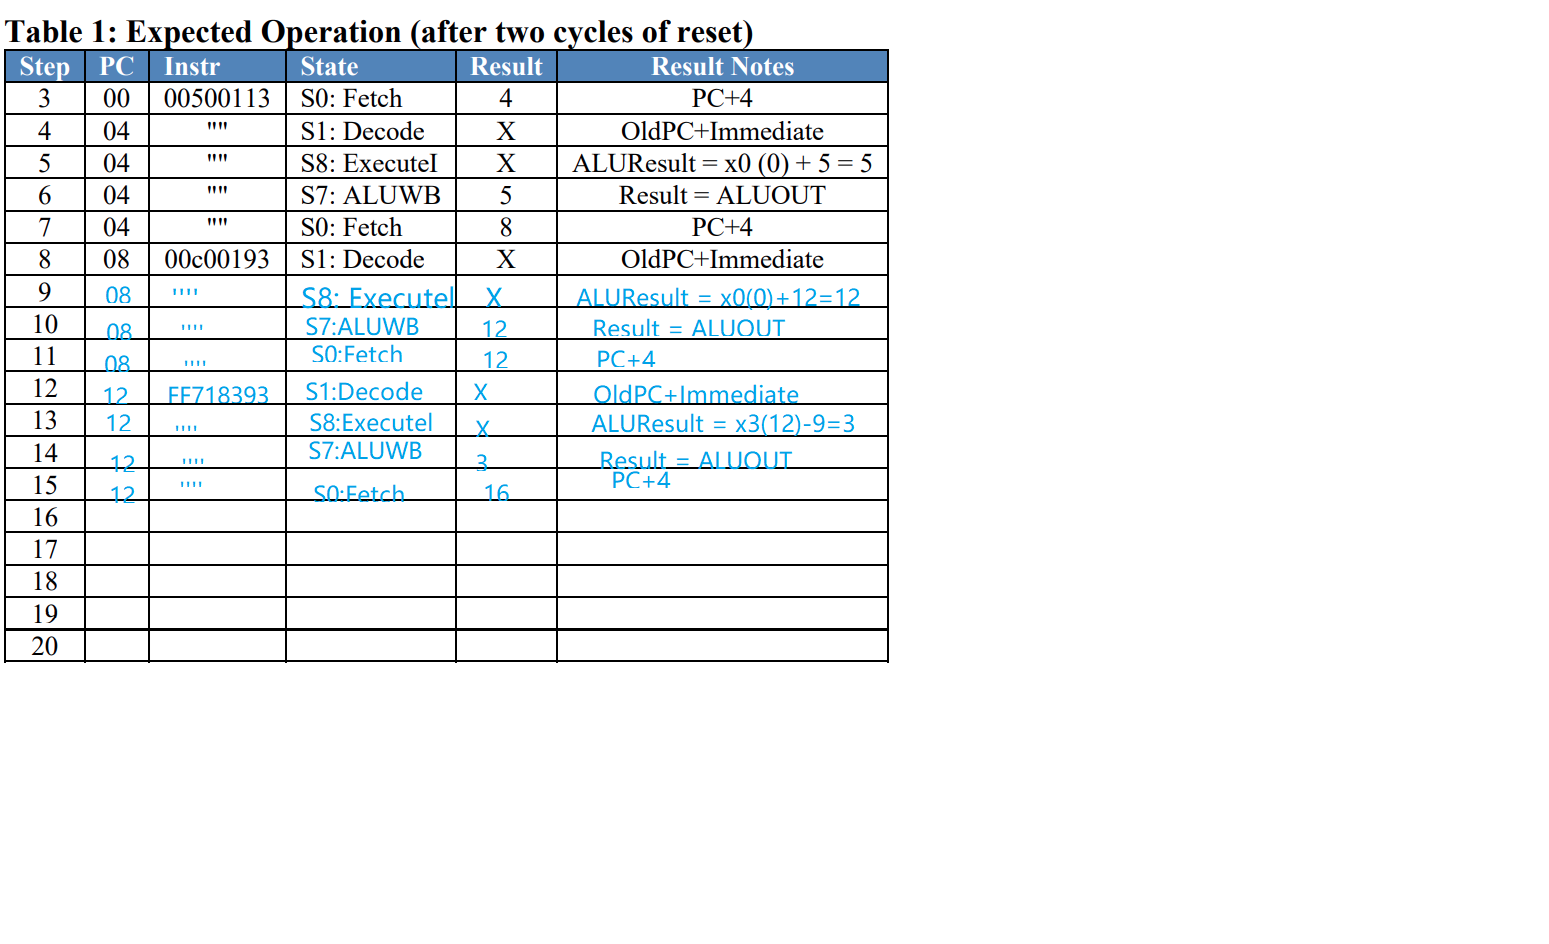 Table 1: Expected Operation (after two cycles of reset)
Step PC Instr State Result Result Notes
3 00 00500113 S0: Fetch 4 PC+4
4 04 "" S1: Decode X OldPC+Immediate
5 04 "" S8: ExecuteI X ALUResult = x0 (0) + 5 = 5
6 04 "" S7: ALUWB 5 Result = ALUOUT
7 04 "" S0: Fetch 8 PC+4
8 08 00c00193 S1: Decode X OldPC+Immediate
9 08 '''' S8: ExecuteI X ALUResult = x0(0)+12=12
10 08 '''' S7:ALUWB 12 Result = ALUOUT
11 08 '''' S0:Fetch 12 PC+4
12 12 FF718393 S1:Decode X OldPC+Immediate
13 12 '''' S8:ExecuteI X ALUResult = x3(12)-9=3
14 12 '''' S7:ALUWB 3 Result = ALUOUT
15 12 '''' S0:Fetch 16 PC+4
16
17
18
19
20